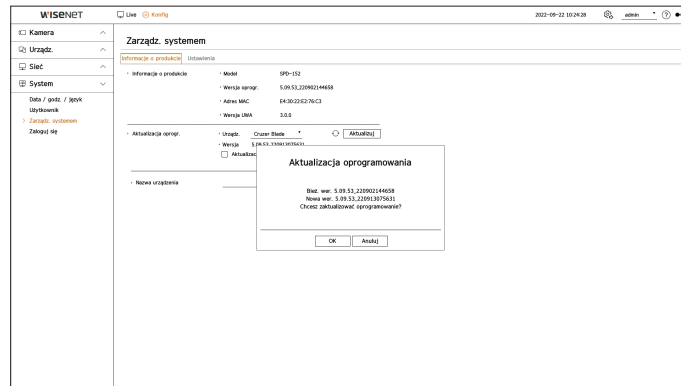 WISENET
Live Konfig
2022-09-22 10:24:28 admin
Kamera
Urządz.
Sieć
System
Data / godz. / język
Użytkownik
Zarządz. systemem
Zaloguj się
Zarządz. systemem
Informacje o produkcie Ustawienia
Informacje o produkcie
Model SPD-152
Wersja oprogr. 5.09.53_220902144658
Adres MAC E4:30:22:E2:76:C3
Wersja UWA 3.0.0
Aktualizacja oprogr.
Urządz. Cruzer Blade Aktualizuj
Wersja 5.09.53_220913075631
Aktualizac
Nazwa urządzenia
Aktualizacja oprogramowania
Bież. wer. 5.09.53_220902144658
Nowa wer. 5.09.53_220913075631
Chcesz zaktualizować oprogramowanie?
OK Anuluj